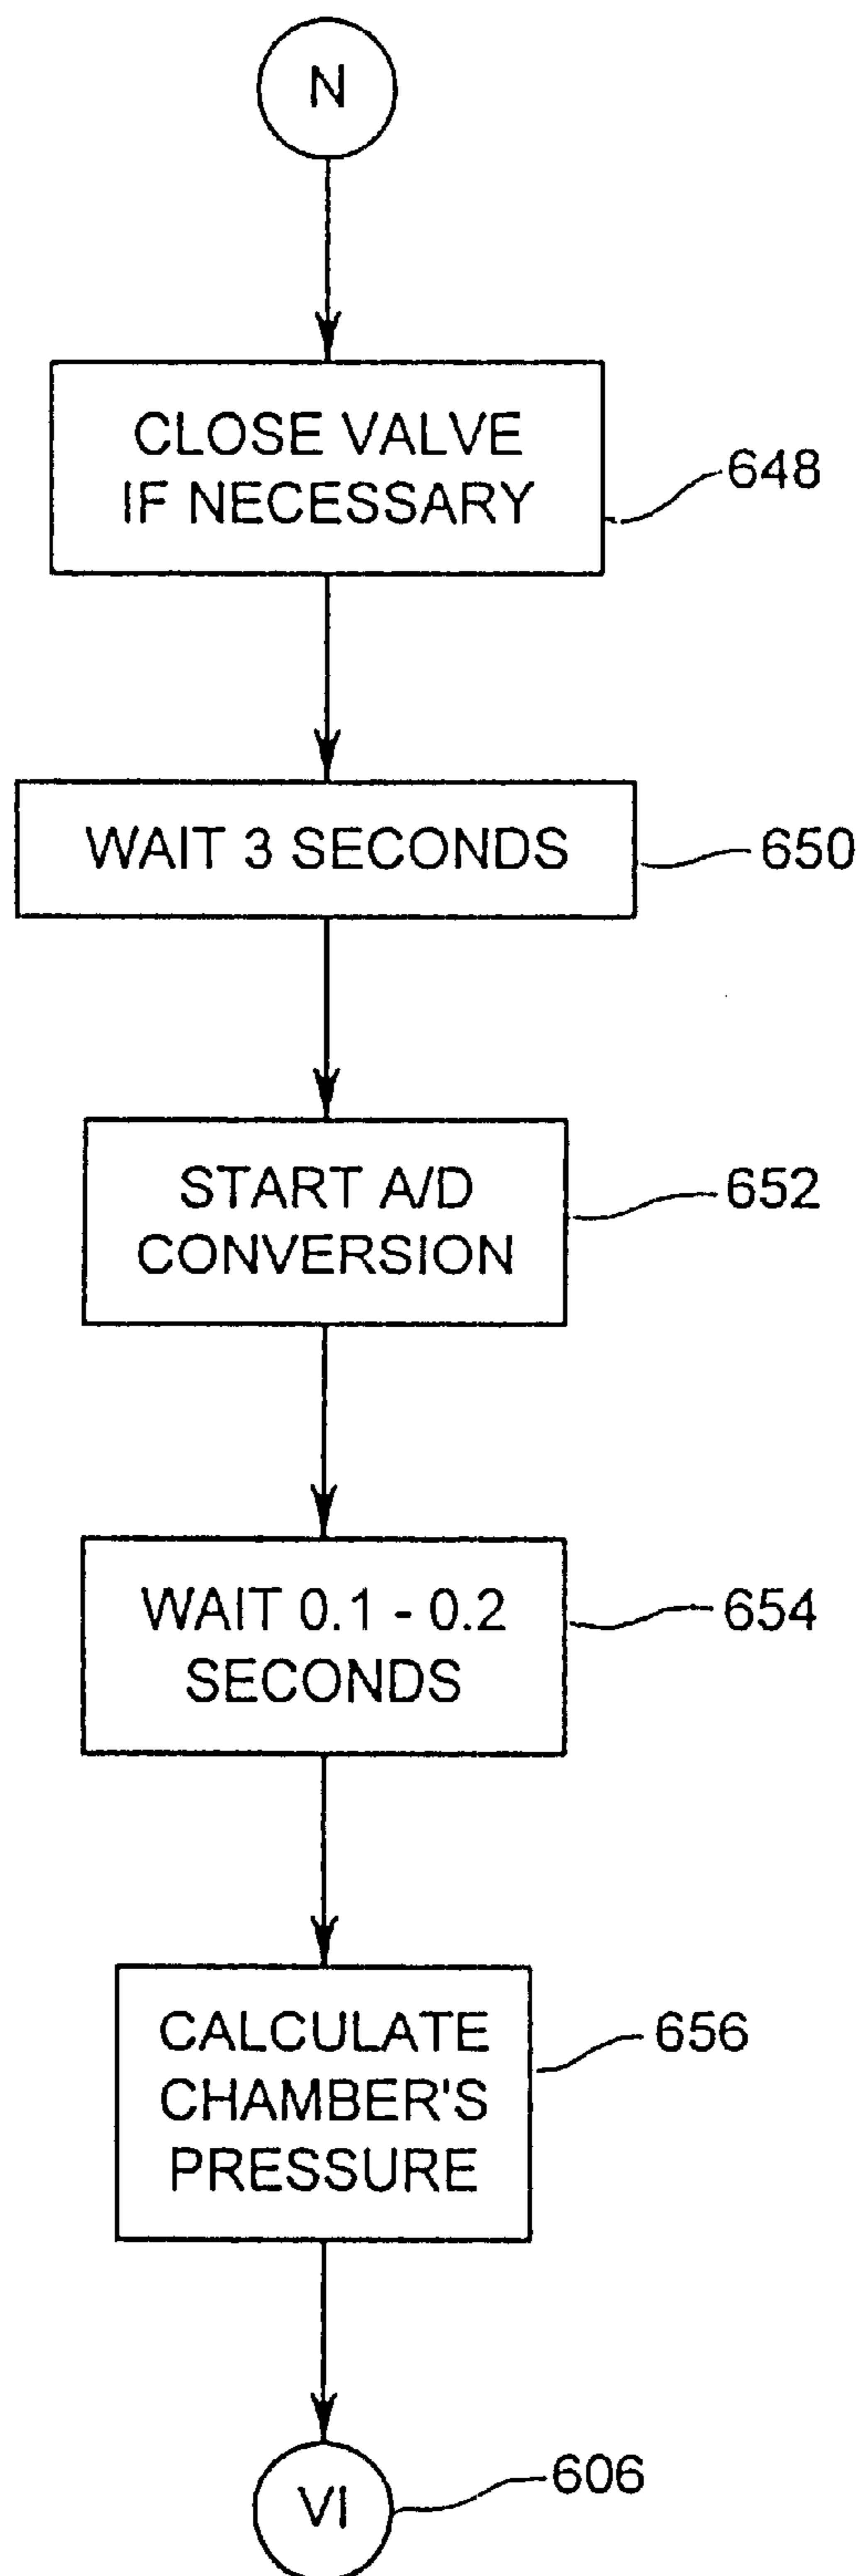 N
CLOSE VALVE
IF NECESSARY
648
WAIT 3 SECONDS
650
START A/D
CONVERSION
652
WAIT 0.1 - 0.2
SECONDS
654
CALCULATE
CHAMBER'S
PRESSURE
656
VI
606